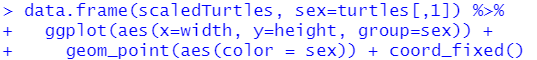 > data.frame(scaledTurtles, sex=turtles[,1]) %>%
+   ggplot(aes(x=width, y=height, group=sex)) +
+     geom_point(aes(color = sex)) + coord_fixed()